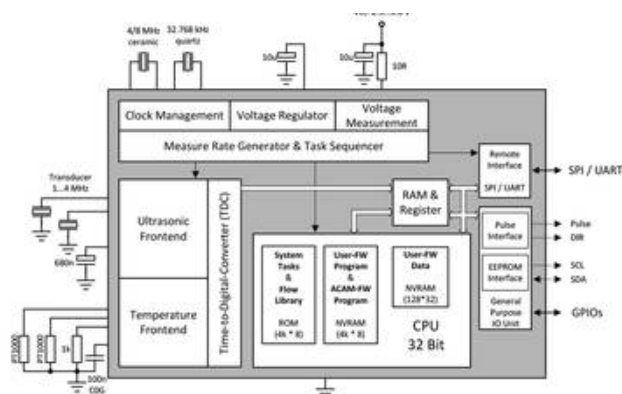 4/8 MHz
ceramic
32.768 kHz
quartz
10u
10u
10R
Clock Management
Voltage Regulator
Voltage
Measurement
Measure Rate Generator & Task Sequencer
Remote
Interface
SPI / UART
SPI / UART
Transducer
1...4 MHz
Ultrasonic
Frontend
Time-to-Digital-Converter (TDC)
RAM &
Register
680n
Temperature
Frontend
System
Tasks
&
Flow
Library
ROM
(4k * 8)
User-FW
Program
&
ACAM-FW
Program
NVRAM
(4k * 8)
User-FW
Data
NVRAM
(128*32)
CPU
32 Bit
Pulse
Interface
Pulse
DIR
EEPROM
Interface
SCL
SDA
General
Purpose
IO Unit
GPIOs
PT1000
PT1000
1k
100n
C0G